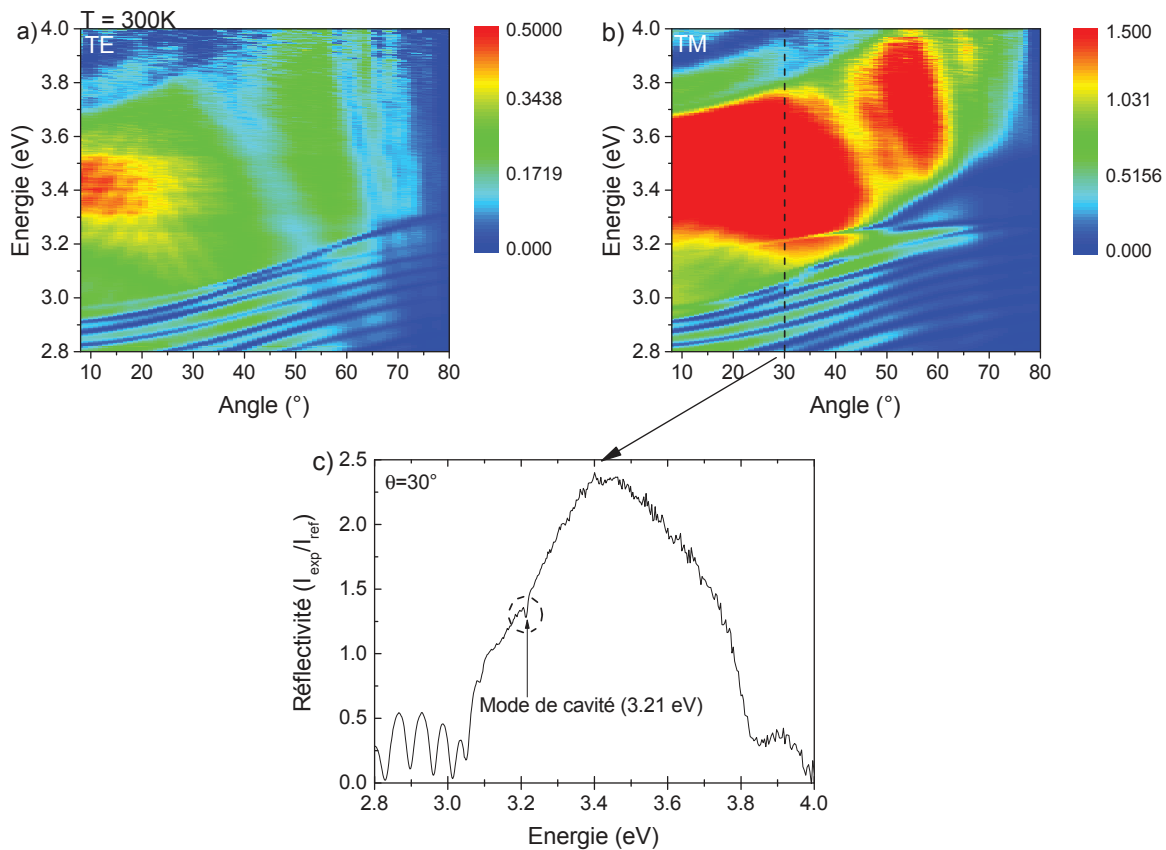 T = 300K
a)
TE
4.0
3.8
3.6
3.4
3.2
3.0
2.8
Energie (eV)
10 20 30 40 50 60 70 80
Angle (°)
0.5000
0.3438
0.1719
0.000
b)
TM
4.0
3.8
3.6
3.4
3.2
3.0
2.8
Energie (eV)
10 20 30 40 50 60 70 80
Angle (°)
1.500
1.031
0.5156
0.000
c)
θ=30°
2.5
2.0
1.5
1.0
0.5
0.0
Réflectivité (I_exp/I_ref)
Mode de cavité (3.21 eV)
2.8 3.0 3.2 3.4 3.6 3.8 4.0
Energie (eV)